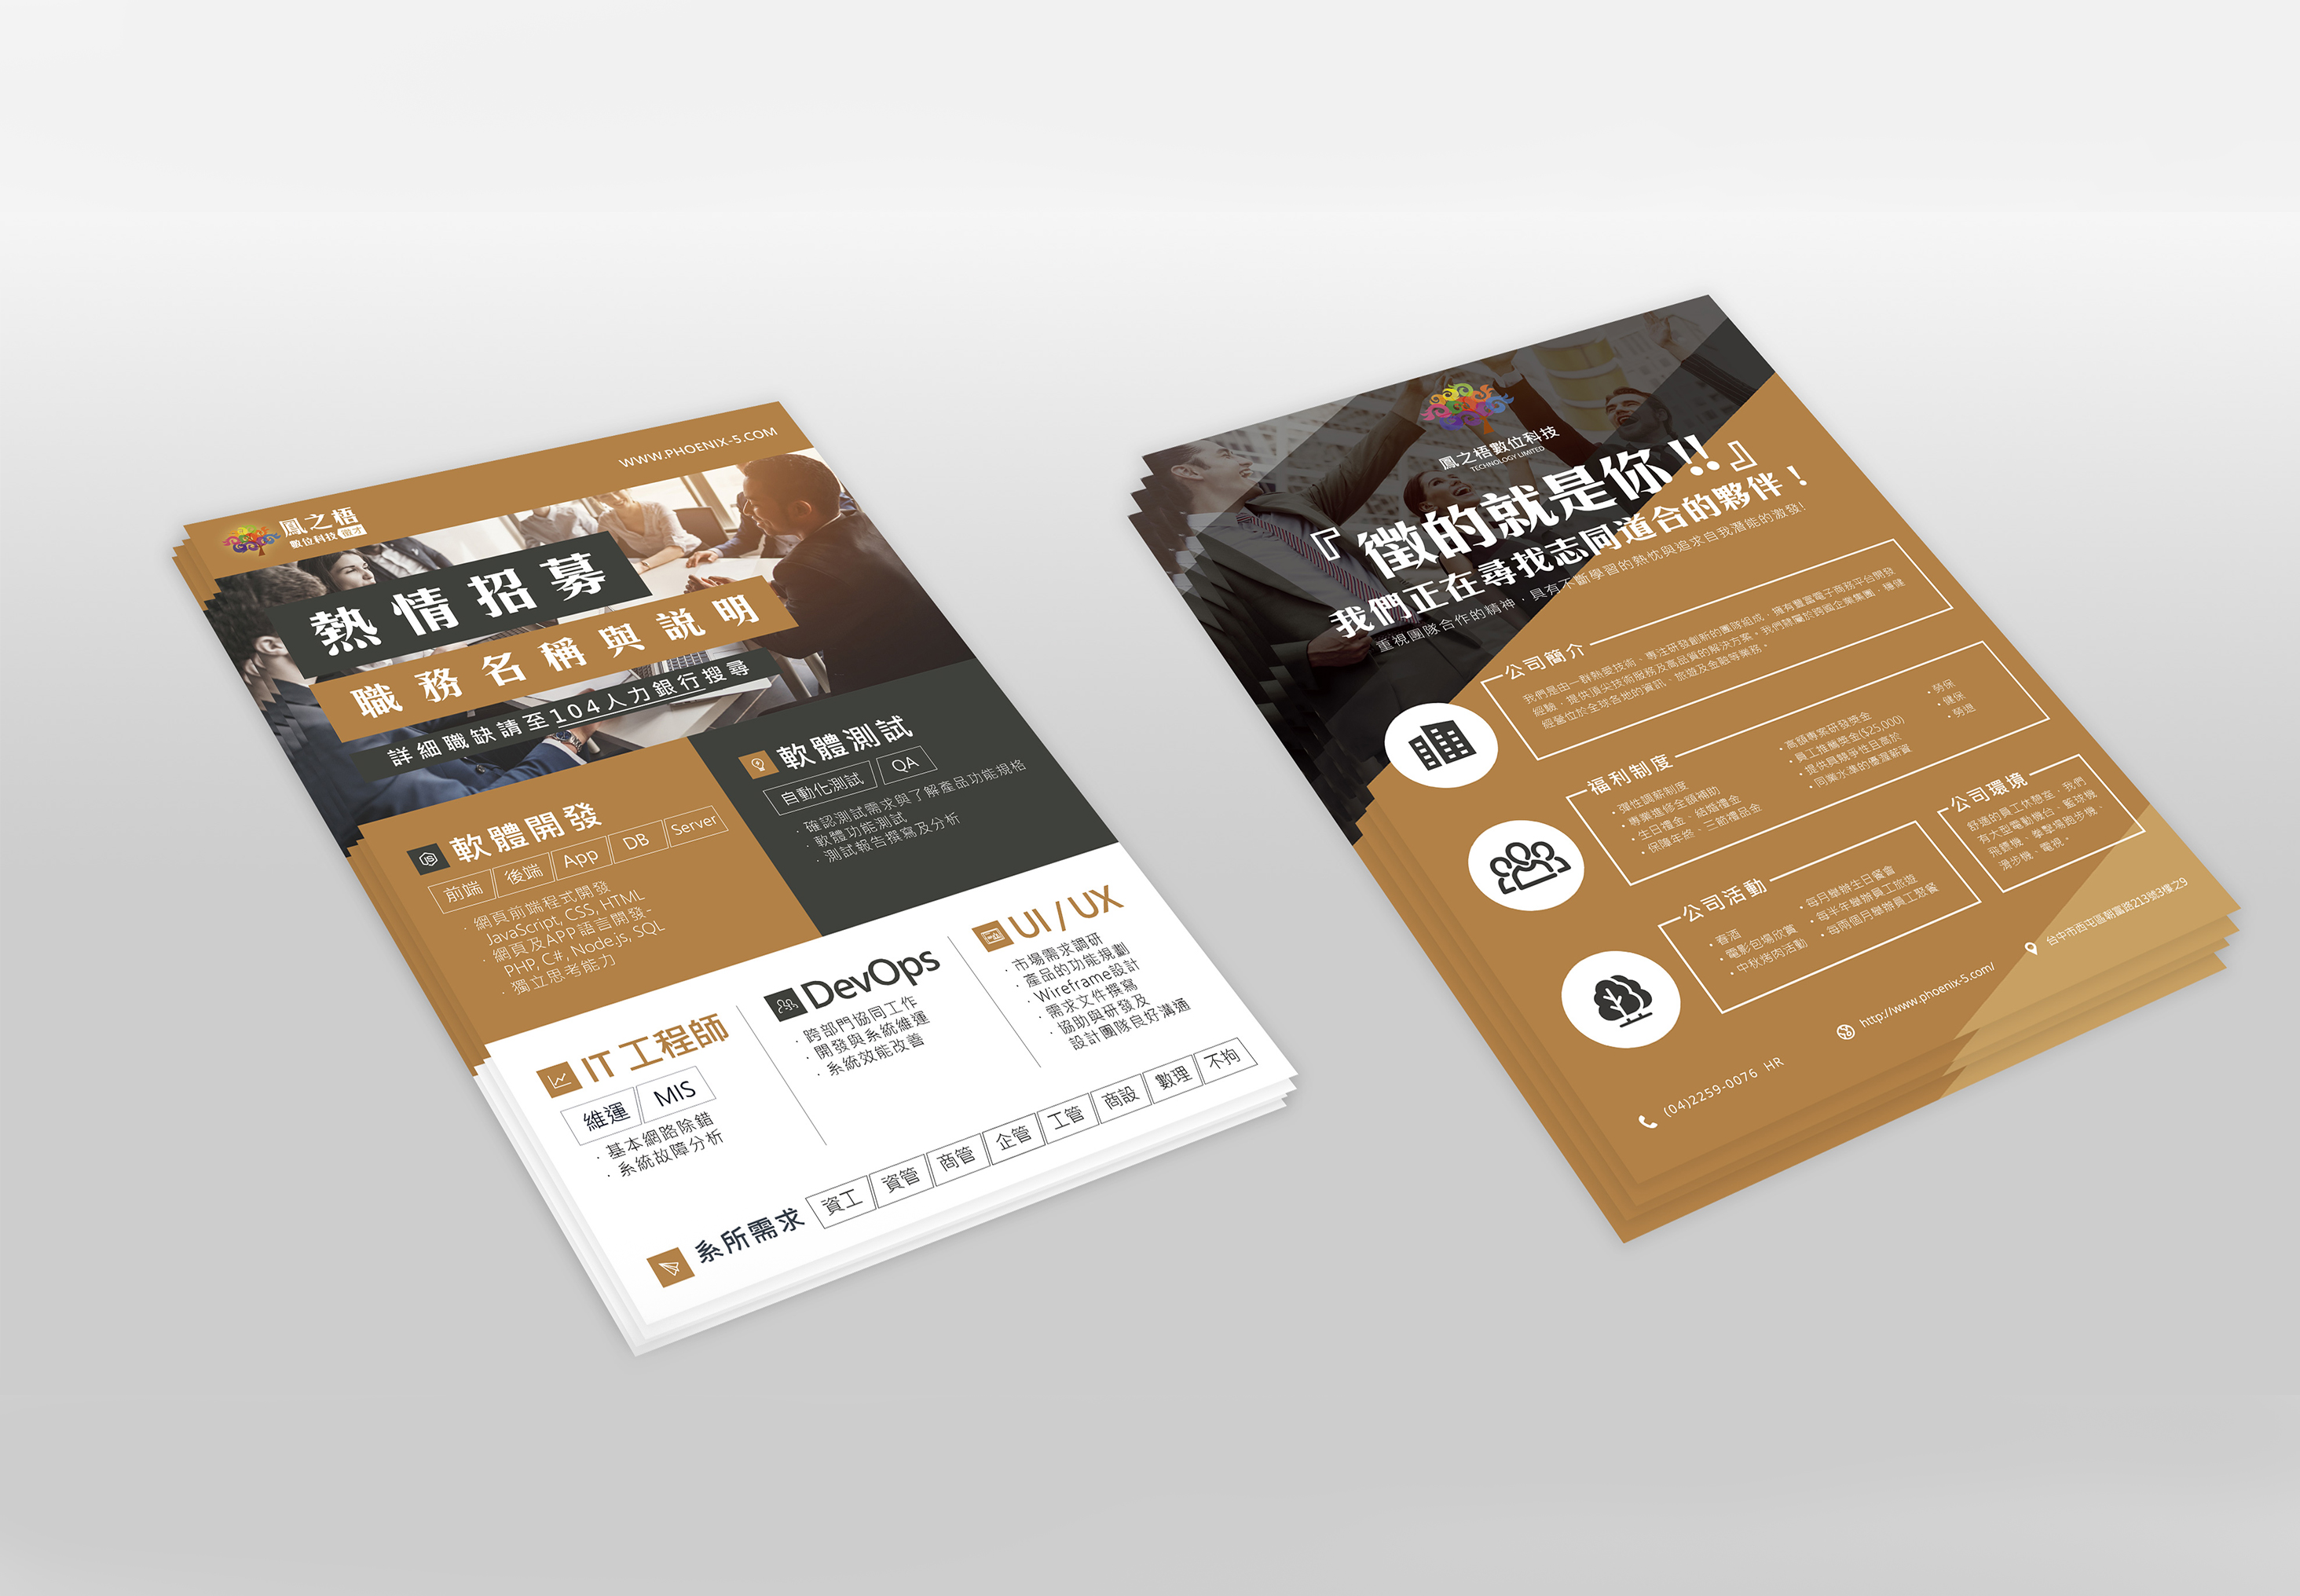 WWW.PHOENIX-5.COM
鳳之梧
數位科技 徵才
熱情招募
職務名稱與說明
詳細職缺請至104人力銀行搜尋
軟體開發
前端 後端 App DB Server
· 網頁前端程式開發
JavaScript, CSS, HTML
· 網頁及APP語言開發-
PHP, C#, Node.js, SQL
· 獨立思考能力
軟體測試
自動化測試 QA
· 確認測試需求與了解產品功能規格
· 軟體功能測試
· 測試報告撰寫及分析
IT 工程師
維運 MIS
· 基本網路除錯
· 系統故障分析
DevOps
· 跨部門協同工作
· 開發與系統維運
· 系統效能改善
UI / UX
· 市場需求調研
· 產品的功能規劃
· Wireframe設計
· 需求文件撰寫
· 協助與研發及
設計團隊良好溝通
系所需求 資工 資管 商管 企管 工管 商設 數理 不拘
鳳之梧數位科技
TECHNOLOGY LIMITED
『徵的就是你!!』
我們正在尋找志同道合的夥伴！
重視團隊合作的精神，具有不斷學習的熱忱與追求自我潛能的激發!
公司簡介
我們是由一群熱愛技術、專注研發創新的團隊組成，擁有豐富電子商務平台開發
經驗，提供頂尖技術服務及高品質的解決方案。我們隸屬於跨國企業集團，穩健
經營位於全球各地的資訊、旅遊及金融等業務。
福利制度
• 彈性調薪制度
• 專業進修全額補助
• 生日禮金、結婚禮金
• 保障年終、三節禮品金
• 高額專案研發獎金
• 員工推薦獎金($25,000)
• 提供具競爭性且高於
• 同業水準的優渥薪資
• 勞保
• 健保
• 勞退
公司活動
• 春酒
• 電影包場欣賞
• 中秋烤肉活動
• 每月舉辦生日餐會
• 每半年舉辦員工旅遊
• 每兩個月舉辦員工聚餐
公司環境
舒適的員工休憩室，我們
有大型電動機台、籃球機、
飛鏢機、拳擊場跑步機、
滑步機、電視。
(04)2259-0076 HR
http://www.phoenix-5.com/
台中市西屯區朝富路213號3樓之9